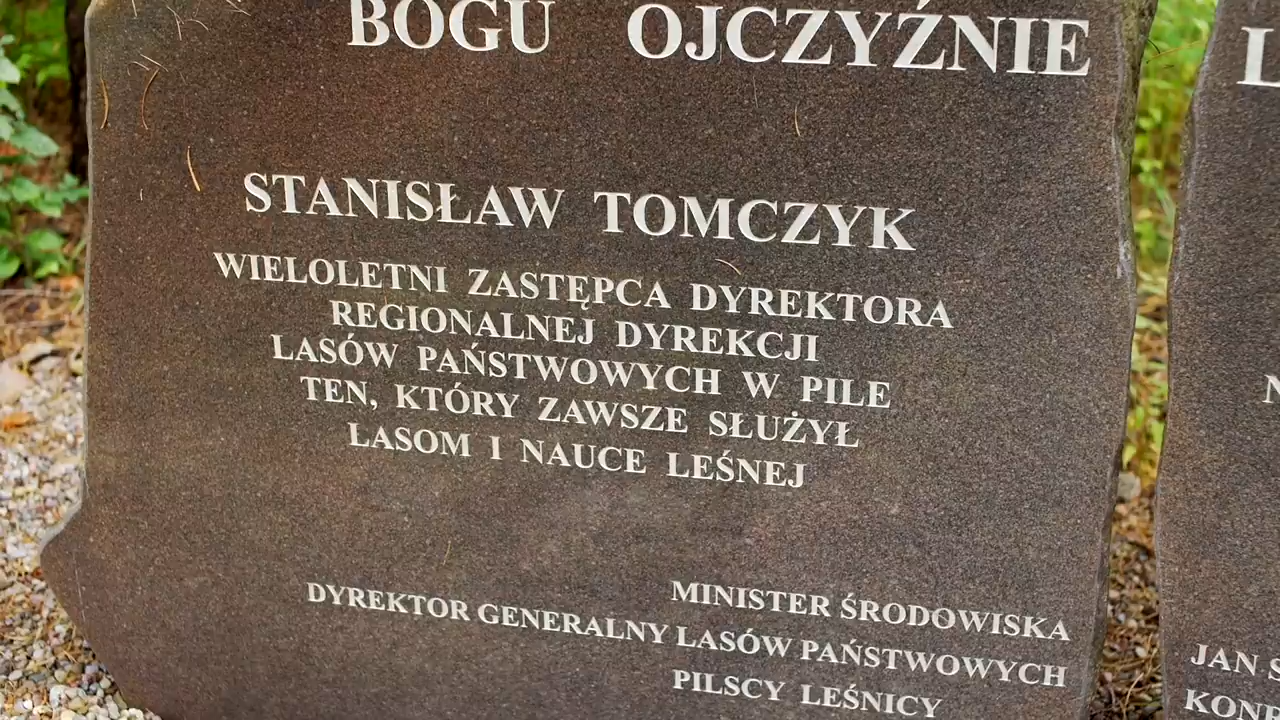 BOGU OJCZYŹNIE
STANISŁAW TOMCZYK
WIELOLETNI ZASTĘPCA DYREKTORA
REGIONALNEJ DYREKCJI
LASÓW PAŃSTWOWYCH W PILE
TEN, KTÓRY ZAWSZE SŁUŻYŁ
LASOM I NAUCE LEŚNEJ
MINISTER ŚRODOWISKA
DYREKTOR GENERALNY LASÓW PAŃSTWOWYCH
PILSCY LEŚNICY
JAN